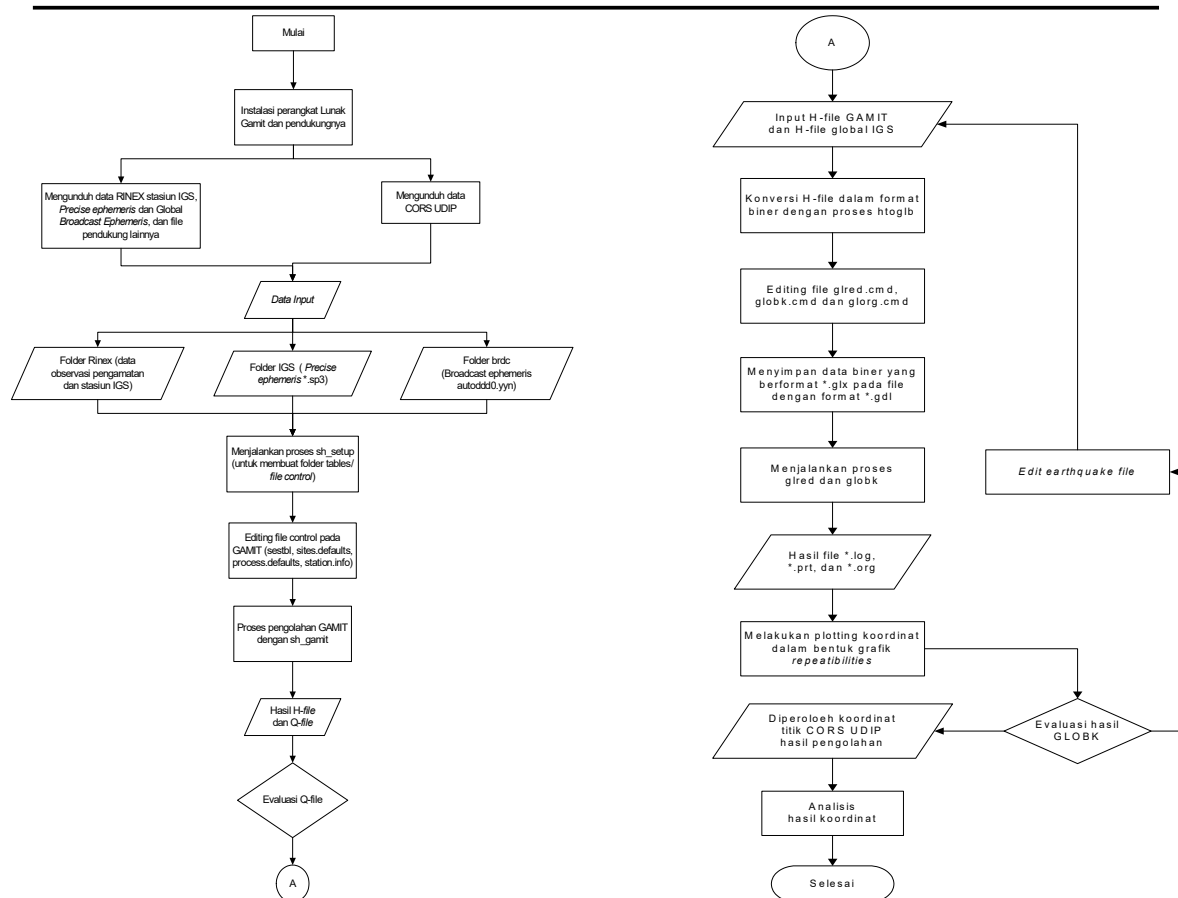 Mulai
Instalasi perangkat Lunak
Gamit dan pendukungnya
Mengunduh data RINEX stasiun IGS,
Precise ephemeris dan Global
Broadcast Ephemeris, dan file
pendukung lainnya
Mengunduh data
CORS UDIP
Data Input
Folder Rinex (data
observasi pengamatan
dan stasiun IGS)
Folder IGS ( Precise
ephemeris *.sp3)
Folder brdc
(Broadcast ephemeris
autoddd0.yyn)
Menjalankan proses sh_setup
(untuk membuat folder tables/
file control)
Editing file control pada
GAMIT (sestbl, sites.defaults,
process.defaults, station.info)
Proses pengolahan GAMIT
dengan sh_gamit
Hasil H-file
dan Q-file
Evaluasi Q-file
A
A
Input H-file GAMIT
dan H-file global IGS
Konversi H-file dalam format
biner dengan proses htoglb
Editing file glred.cmd,
globk.cmd dan glorg.cmd
Menyimpan data biner yang
berformat *.glx pada file
dengan format *.gdl
Menjalankan proses
glred dan globk
Edit earthquake file
Hasil file *.log,
*.prt, dan *.org
Melakukan plotting koordinat
dalam bentuk grafik
repeatibilities
Evaluasi hasil
GLOBK
Diperoloeh koordinat
titik CORS UDIP
hasil pengolahan
Analisis
hasil koordinat
Selesai